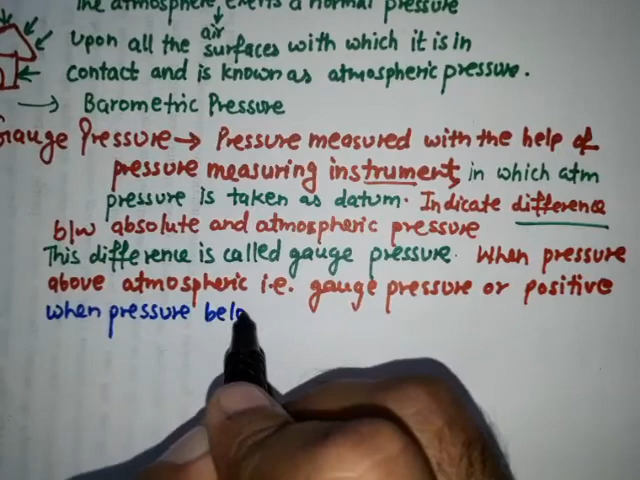 The atmosphere exerts a normal pressure
upon all the surfaces with which it is in
air
contact and is known as atmospheric pressure.
→ Barometric Pressure
Gauge Pressure → Pressure measured with the help of
pressure measuring instrument, in which atm
pressure is taken as datum. Indicate difference
b/w absolute and atmospheric pressure
This difference is called gauge pressure. When pressure
above atmospheric i.e. gauge pressure or positive
when pressure belo